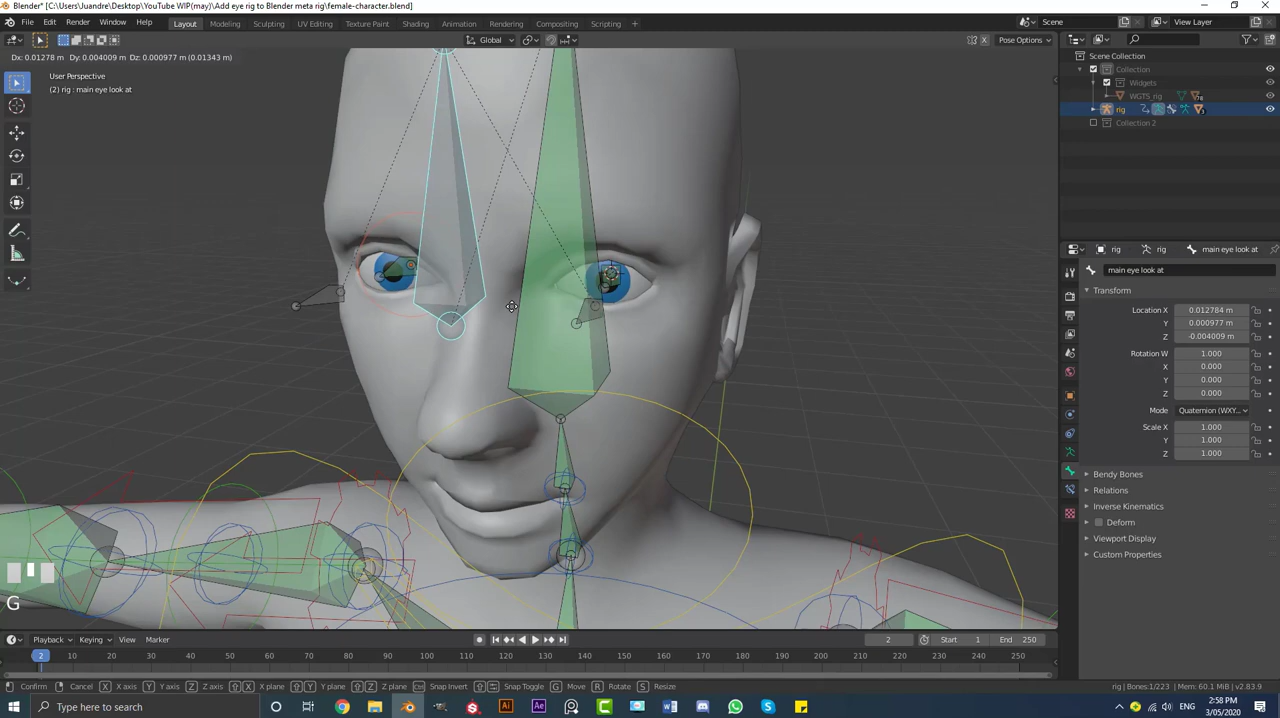 Blender* [C:\Users\Juandre\Desktop\YouTube WIP(may)\Add eye rig to Blender meta rig\female-character.blend]
File Edit Render Window Help Layout Modeling Sculpting UV Editing Texture Paint Shading Animation Rendering Compositing Scripting Scene View Layer
Global X Pose Options
Dx: 0.01278 m Dy: 0.004009 m Dz: 0.000977 m (0.01343 m)
User Perspective
(2) rig : main eye look at
Scene Collection
Collection
Widgets
WGTS_rig 78
rig
Collection 2
rig rig main eye look at
main eye look at
Transform
Location X 0.012784 m
Y 0.000977 m
Z -0.004009 m
Rotation W 1.000
X 0.000
Y 0.000
Z 0.000
Mode Quaternion (WXY...
Scale X 1.000
Y 1.000
Z 1.000
Bendy Bones
Relations
Inverse Kinematics
Deform
Viewport Display
Custom Properties
G
Playback Keying View Marker 2 Start 1 End 250
2 10 20 30 40 50 60 70 80 90 100 110 120 130 140 150 160 170 180 190 200 210 220 230 240 250
Confirm Cancel X X axis Y Y axis Z Z axis X X plane Y Y plane Z Z plane Ctrl Snap Invert Snap Toggle G Move R Rotate S Resize rig | Bones:1/223 | Mem: 60.1 MiB | v2.83.9
Type here to search Ai Ae ENG 2:58 PM
3/05/2020